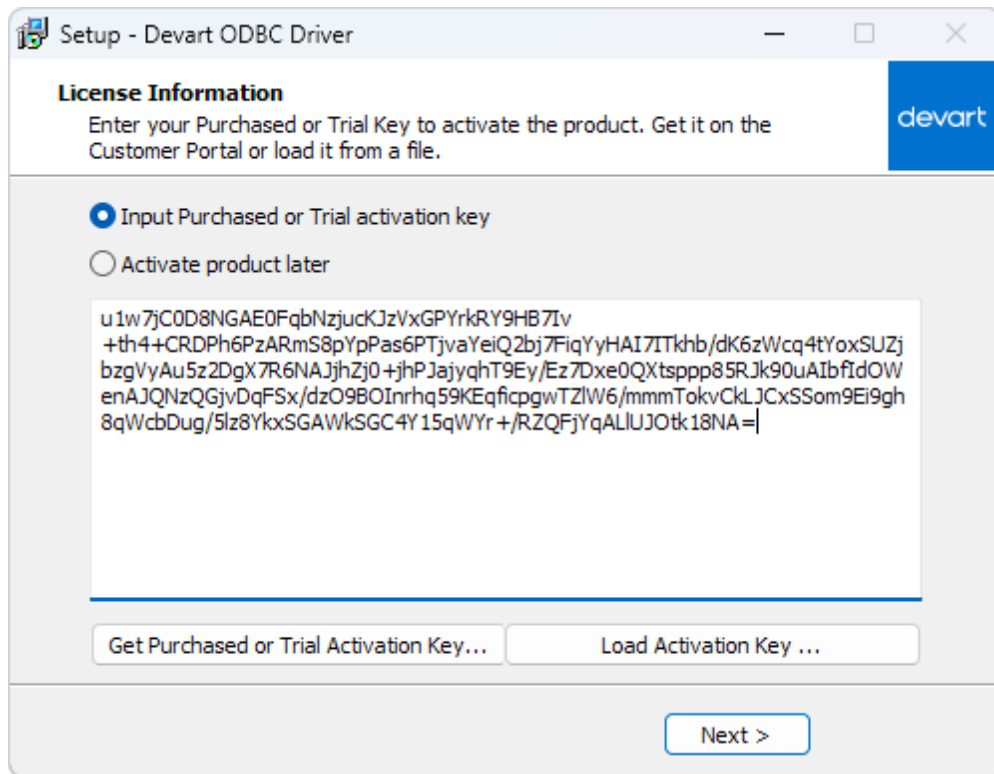 Setup - Devart ODBC Driver
License Information
Enter your Purchased or Trial Key to activate the product. Get it on the
Customer Portal or load it from a file.
devart
Input Purchased or Trial activation key
Activate product later
u1w7jC0D8NGAE0FqbNzjucKJzVxGPYrkRY9HB7Iv
+th4+CRDPh6PzARmS8pYpPas6PTjvaYeiQ2bj7FiqYyHAI7ITkhb/dK6zWcq4tYoxSUZj
bzgVyAu5z2DgX7R6NAJjhZj0+jhPJajyqhT9Ey/Ez7Dxe0QXtsppp85RJk90uAIbfIdOW
enAJQNzQGjvDqFSx/dzO9BOInrhq59KEqficpgwTZlW6/mmmTokvCkLJCxSSom9Ei9gh
8qWcbDug/5lz8YkxSGAWkSGC4Y15qWYr+/RZQFjYqALlUJOtk18NA=
Get Purchased or Trial Activation Key...
Load Activation Key ...
Next >